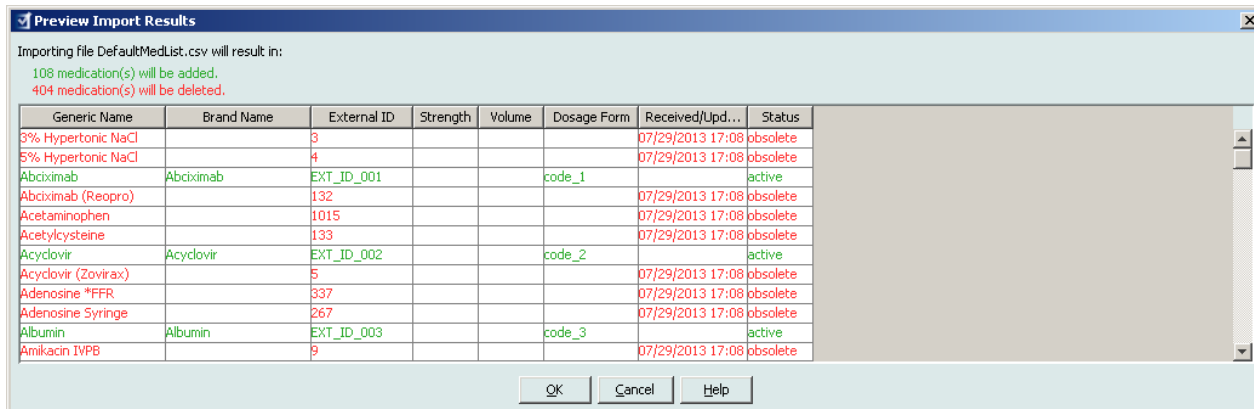 Preview Import Results
Importing file DefaultMedList.csv will result in:
108 medication(s) will be added.
404 medication(s) will be deleted.
Generic Name Brand Name External ID Strength Volume Dosage Form Received/Upd... Status
3% Hypertonic NaCl 3 07/29/2013 17:08 obsolete
5% Hypertonic NaCl 4 07/29/2013 17:08 obsolete
Abciximab Abciximab EXT_ID_001 code_1 active
Abciximab (Reopro) 132 07/29/2013 17:08 obsolete
Acetaminophen 1015 07/29/2013 17:08 obsolete
Acetylcysteine 133 07/29/2013 17:08 obsolete
Acyclovir Acyclovir EXT_ID_002 code_2 active
Acyclovir (Zovirax) 5 07/29/2013 17:08 obsolete
Adenosine *FFR 337 07/29/2013 17:08 obsolete
Adenosine Syringe 267 07/29/2013 17:08 obsolete
Albumin Albumin EXT_ID_003 code_3 active
Amikacin IVPB 9 07/29/2013 17:08 obsolete
OK Cancel Help